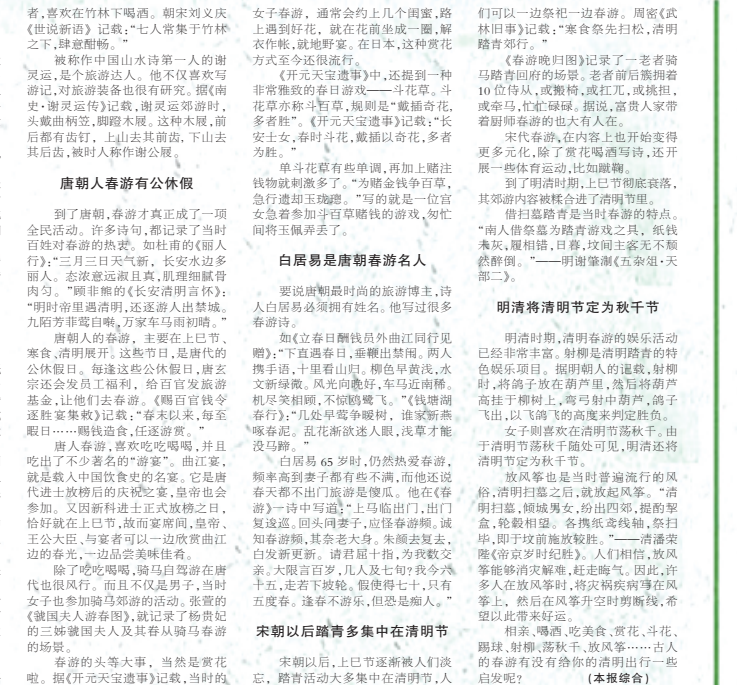 者,喜欢在竹林下喝酒。朝宋刘义庆
《世说新语》记载:“七人常集于竹林
之下,肆意酣畅。”
被称作中国山水诗第一人的谢
灵运,是个旅游达人。他不仅喜欢写
游记,对旅游装备也很有研究。据《南
史·谢灵运传》记载,谢灵运郊游时,
头戴曲柄笠,脚蹬木屐。这种木屐,前
后都有齿钉，上山去其前齿,下山去
其后齿,被时人称作谢公屐。
唐朝人春游有公休假
到了唐朝,春游才真正成了一项
全民活动。许多诗句,都记录了当时
百姓对春游的热衷。如杜甫的《丽人
行》:“三月三日天气新，长安水边多
丽人。态浓意远淑且真,肌理细腻骨
肉匀。”顾非熊的《长安清明言怀》:
“明时帝里遇清明,还逐游人出禁城。
九陌芳菲莺自啭,万家车马雨初晴。”
唐朝人的春游，主要在上巳节、
寒食、清明展开。这些节日,是唐代的
公休假日。每逢这些公休假日,唐玄
宗还会发员工福利，给百官发旅游
基金,让他们去春游。《赐百官钱令
逐胜宴集敕》记载:“春末以来,每至
暇日……赐钱造食,任逐游赏。”
唐人春游,喜欢吃吃喝喝,并且
吃出了不少著名的“游宴”。曲江宴,
就是载入中国饮食史的名宴。它是唐
代进士放榜后的庆祝之宴,皇帝也会
参加。又因新科进士正式放榜之日,
恰好就在上巳节,故而宴席间,皇帝、
王公大臣,与宴者可以一边欣赏曲江
边的春光,一边品尝美味佳肴。
除了吃吃喝喝,骑马自驾游在唐
代也很风行。而且不仅是男子,当时
女子也参加骑马郊游的活动。张萱的
《虢国夫人游春图》,就记录了杨贵妃
的三姊虢国夫人及其眷从骑马春游
的场景。
春游的头等大事，当然是赏花
啦。据《开元天宝遗事》记载,当时的
女子春游，通常会约上几个闺蜜,路
上遇到好花，就在花前坐成一圈,解
衣作帐,就地野宴。在日本,这种赏花
方式至今还很流行。
《开元天宝遗事》中,还提到一种
非常雅致的春日游戏——斗花草。斗
花草亦称斗百草,规则是“戴插奇花,
多者胜”。《开元天宝遗事》记载:“长
安士女,春时斗花,戴插以奇花,多者
为胜。”
单斗花草有些单调,再加上赌注
钱物就刺激多了。“为赌金钱争百草,
急行遗却玉珑璁。”写的就是一位宫
女急着参加斗百草赌钱的游戏,匆忙
间将玉佩弄丢了。
白居易是唐朝春游名人
要说唐朝最时尚的旅游博主,诗
人白居易必须拥有姓名。他写过很多
春游诗。
如《立春日酬钱员外曲江同行见
赠》:“下直遇春日,垂鞭出禁闱。两人
携手语,十里看山归。柳色早黄浅,水
文新绿微。风光向晚好,车马近南稀。
机尽笑相顾,不惊鸥鹭飞。”《钱塘湖
春行》:“几处早莺争暖树，谁家新燕
啄春泥。乱花渐欲迷人眼,浅草才能
没马蹄。”
白居易65岁时,仍然热爱春游,
频率高到妻子都有些不满,而他还说
春天都不出门旅游是傻瓜。他在《春
游》一诗中写道:“上马临出门,出门
复逡巡。回头问妻子,应怪春游频。诚
知春游频,其奈老大身。朱颜去复去,
白发新更新。请君屈十指,为我数交
亲。大限言百岁,几人及七旬?我今六
十五,走若下坡轮。假使得七十,只有
五度春。逢春不游乐,但恐是痴人。”
宋朝以后踏青多集中在清明节
宋朝以后,上巳节逐渐被人们淡
忘，踏青活动大多集中在清明节,人
们可以一边祭祀一边春游。周密《武
林旧事》记载:“寒食祭先扫松,清明
踏青郊行。”
《春游晚归图》记录了一老者骑
马踏青回府的场景。老者前后簇拥着
10位侍从,或搬椅,或扛兀,或挑担,
或牵马,忙忙碌碌。据说,富贵人家带
着厨师春游的也大有人在。
宋代春游,在内容上也开始变得
更多元化,除了赏花喝酒写诗,还开
展一些体育运动,比如蹴鞠。
到了明清时期,上巳节彻底衰落,
其郊游内容被糅合进了清明节里。
借扫墓踏青是当时春游的特点。
“南人借祭墓为踏青游戏之具，纸钱
未灰,履相错,日暮,坟间主客无不颓
然醉倒。”——明谢肇淛《五杂俎·天
部二》。
明清将清明节定为秋千节
明清时期,清明春游的娱乐活动
已经非常丰富。射柳是清明踏青的特
色娱乐项目。据明朝人的记载,射柳
时,将鸽子放在葫芦里,然后将葫芦
高挂于柳树上,弯弓射中葫芦,鸽子
飞出,以飞鸽飞的高度来判定胜负。
女子则喜欢在清明节荡秋千。由
于清明节荡秋千随处可见,明清还将
清明节定为秋千节。
放风筝也是当时普遍流行的风
俗,清明扫墓之后,就放起风筝。“清
明扫墓,倾城男女,纷出四郊,提酌挈
盒,轮毂相望。各携纸鸢线轴,祭扫
毕,即于坟前施放较胜。”——清潘荣
陛《帝京岁时纪胜》。人们相信,放风
筝能够消灾解难,赶走晦气。因此,许
多人在放风筝时,将灾祸疾病写在风
筝上，然后在风筝升空时剪断线,希
望以此带来好运。
相亲、喝酒、吃美食、赏花、斗花、
踢球、射柳、荡秋千、放风筝……古人
的春游有没有给你的清明出行一些
启发呢？ (本报综合)